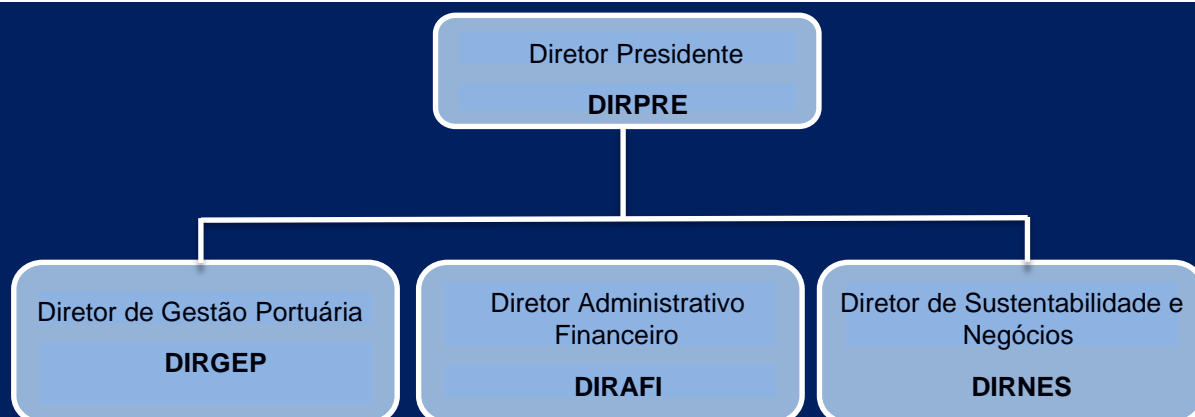 Diretor Presidente
DIRPRE
Diretor de Gestão Portuária
DIRGEP
Diretor Administrativo
Financeiro
DIRAFI
Diretor de Sustentabilidade e
Negócios
DIRNES